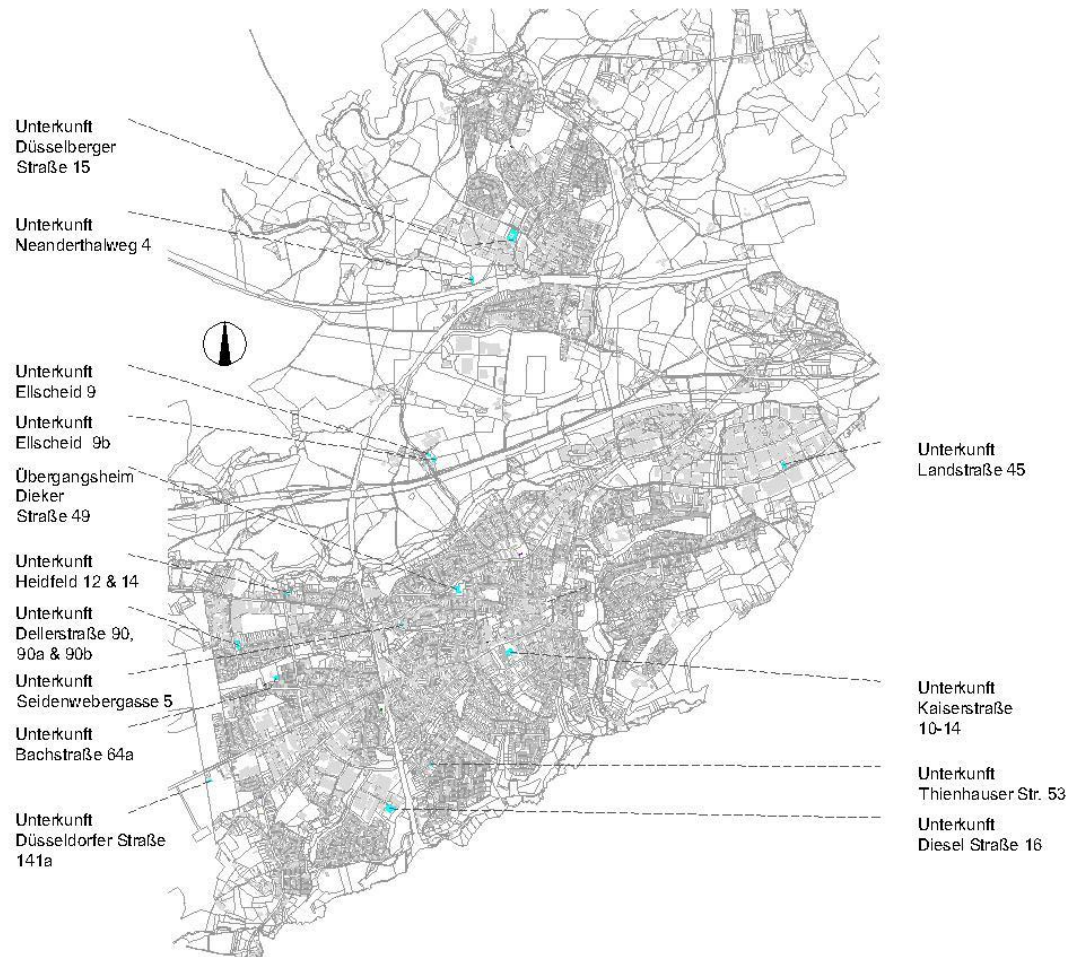 Unterkunft
Düsselberger
Straße 15
Unterkunft
Neanderthalweg 4
Unterkunft
Ellscheid 9
Unterkunft
Ellscheid 9b
Übergangsheim
Dieker
Straße 49
Unterkunft
Heidfeld 12 & 14
Unterkunft
Dellerstraße 90,
90a & 90b
Unterkunft
Seidenwebergasse 5
Unterkunft
Bachstraße 64a
Unterkunft
Düsseldorfer Straße
141a
Unterkunft
Landstraße 45
Unterkunft
Kaiserstraße
10-14
Unterkunft
Thienhauser Str. 53
Unterkunft
Diesel Straße 16